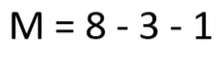 M = 8 - 3 - 1